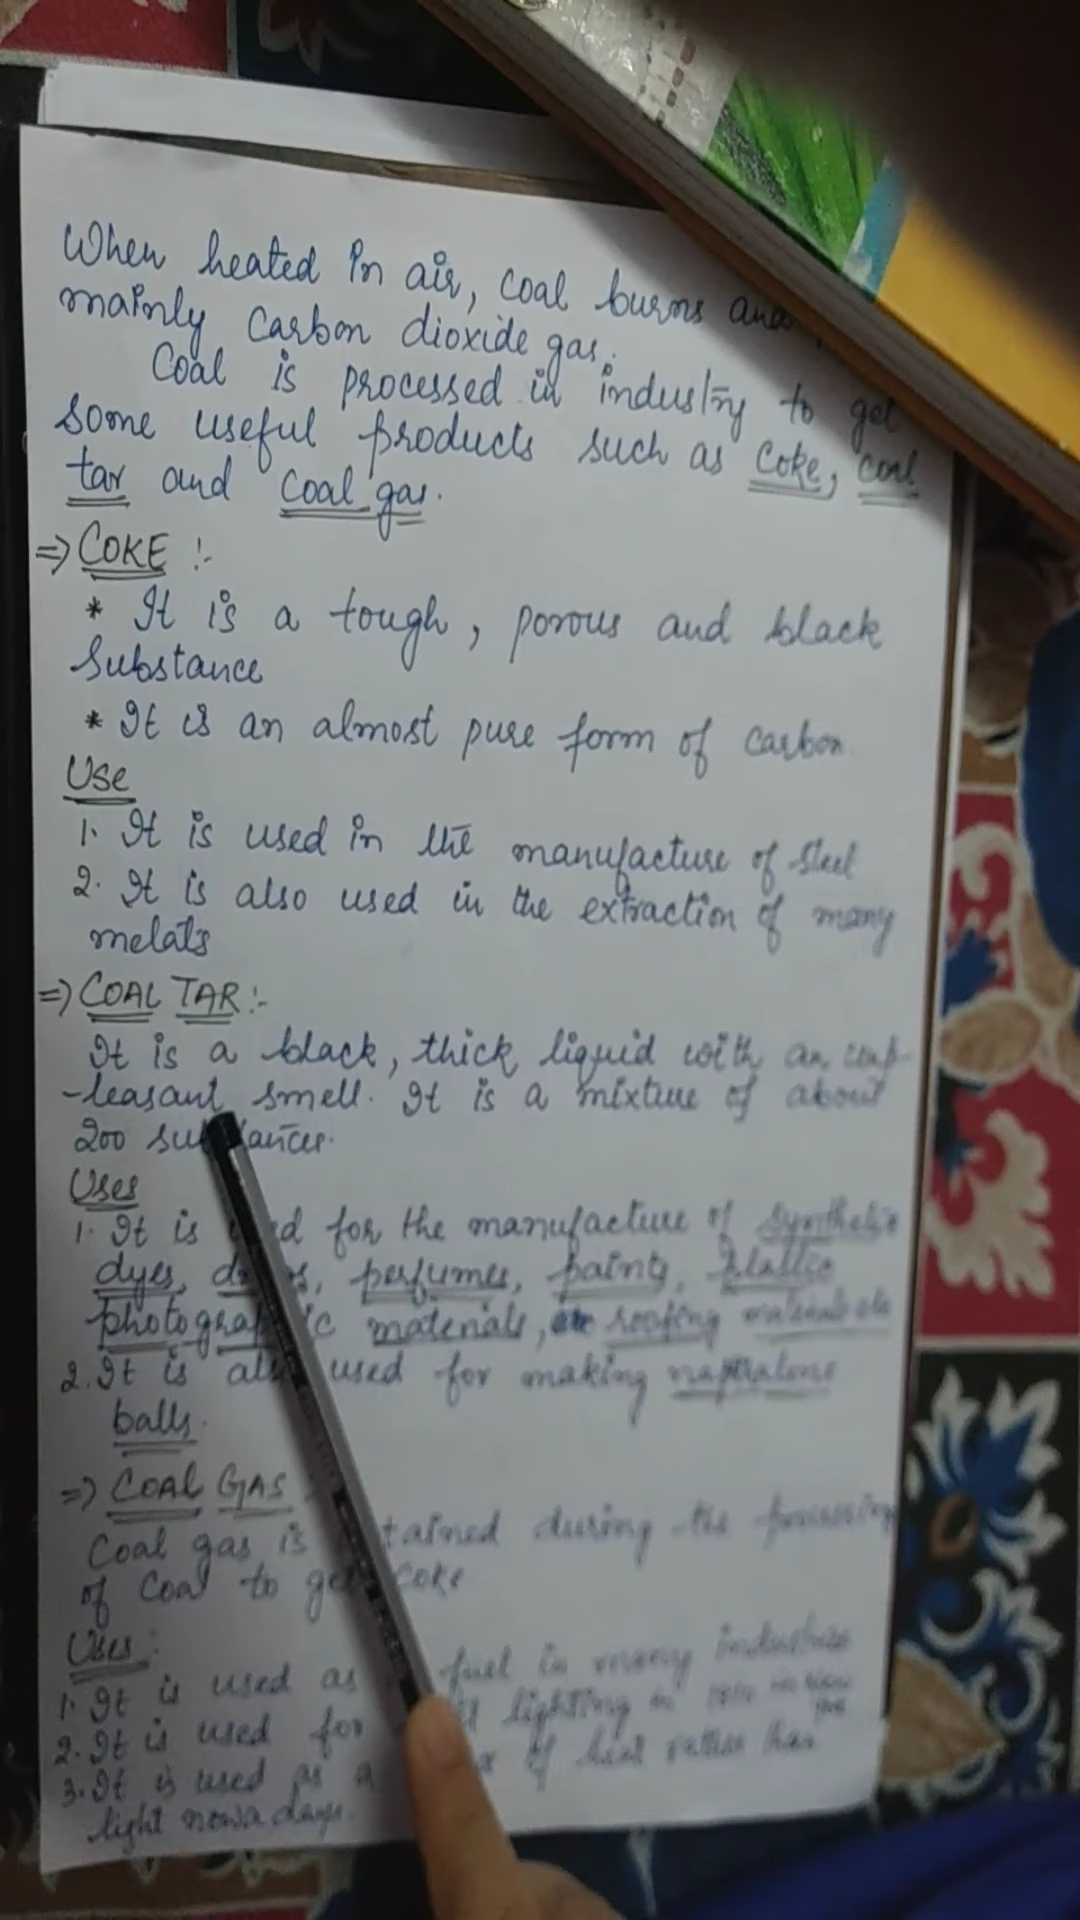 When heated in air, coal burns and
mainly carbon dioxide gas.
Coal is processed in industry to get
some useful products such as coke, coal
tar and coal gas.
=> COKE :-
* It is a tough, porous and black
substance
* It is an almost pure form of carbon
Use
1. It is used in the manufacture of steel
2. It is also used in the extraction of many
metals
=> COAL TAR :-
It is a black, thick liquid with an unp-
-leasant smell. It is a mixture of about
200
Uses
1. It is for the manufacture of synthetic
dyes, perfumes, paints, plastic
materials, roofing materials etc
2. It is used for making
balls.
=> COAL GAS
Coal gas is during the processing
of coal to coke
Uses:
1. It is used as fuel in many industries
2. It is used for lighting in
3. It is used as a of heat rather than
light nowadays.